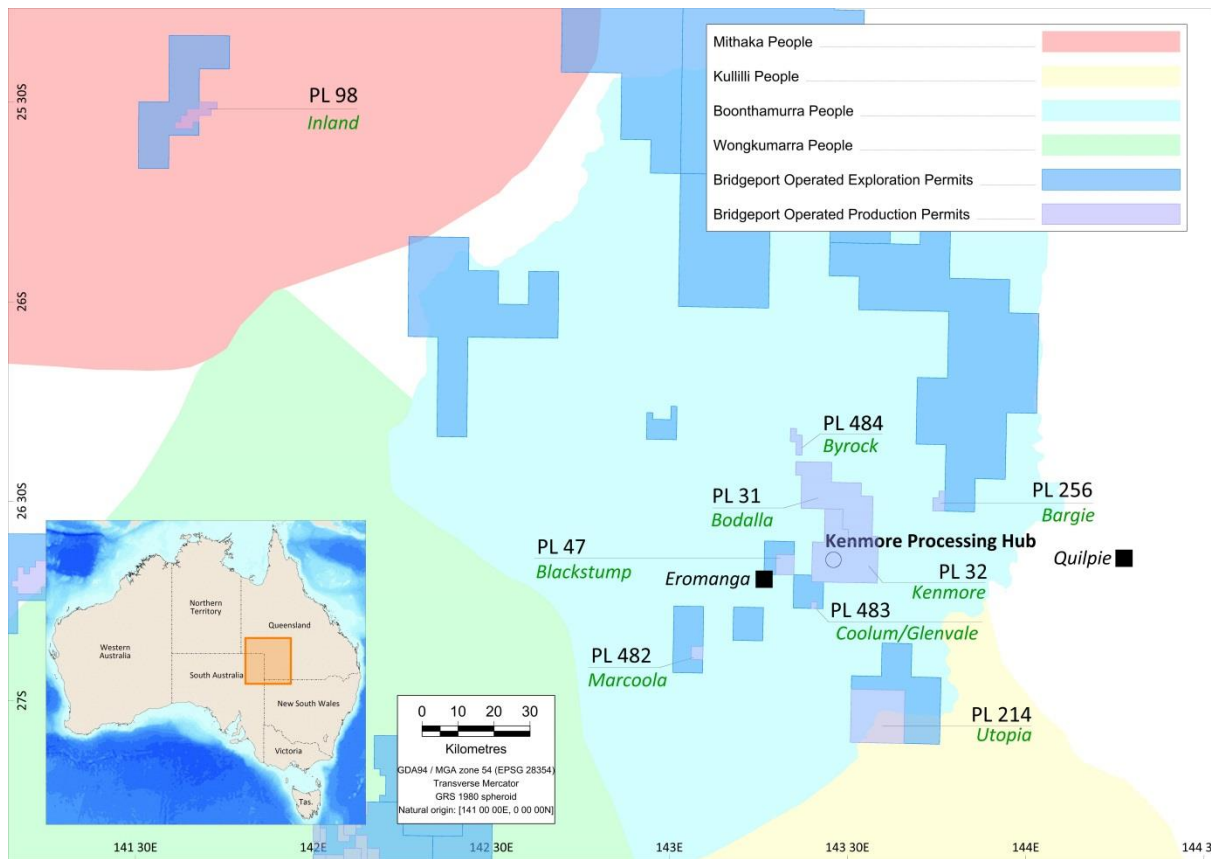 Mithaka People
Kullilli People
Boonthamurra People
Wongkumarra People
Bridgeport Operated Exploration Permits
Bridgeport Operated Production Permits
25 30S
PL 98
Inland
26S
PL 484
Byrock
26 30S
PL 31
Bodalla
PL 256
Bargie
Kenmore Processing Hub
PL 47
Blackstump
Eromanga
Quilpie
PL 32
Kenmore
PL 483
Coolum/Glenvale
PL 482
Marcoola
27S
PL 214
Utopia
Northern
Territory
Queensland
Western
Australia
South Australia
New South Wales
Victoria
Tas.
0 10 20 30
Kilometres
GDA94 / MGA zone 54 (EPSG 28354)
Transverse Mercator
GRS 1980 spheroid
Natural origin: [141 00 00E, 0 00 00N]
141 30E 142E 142 30E 143E 143 30E 144E 144 3